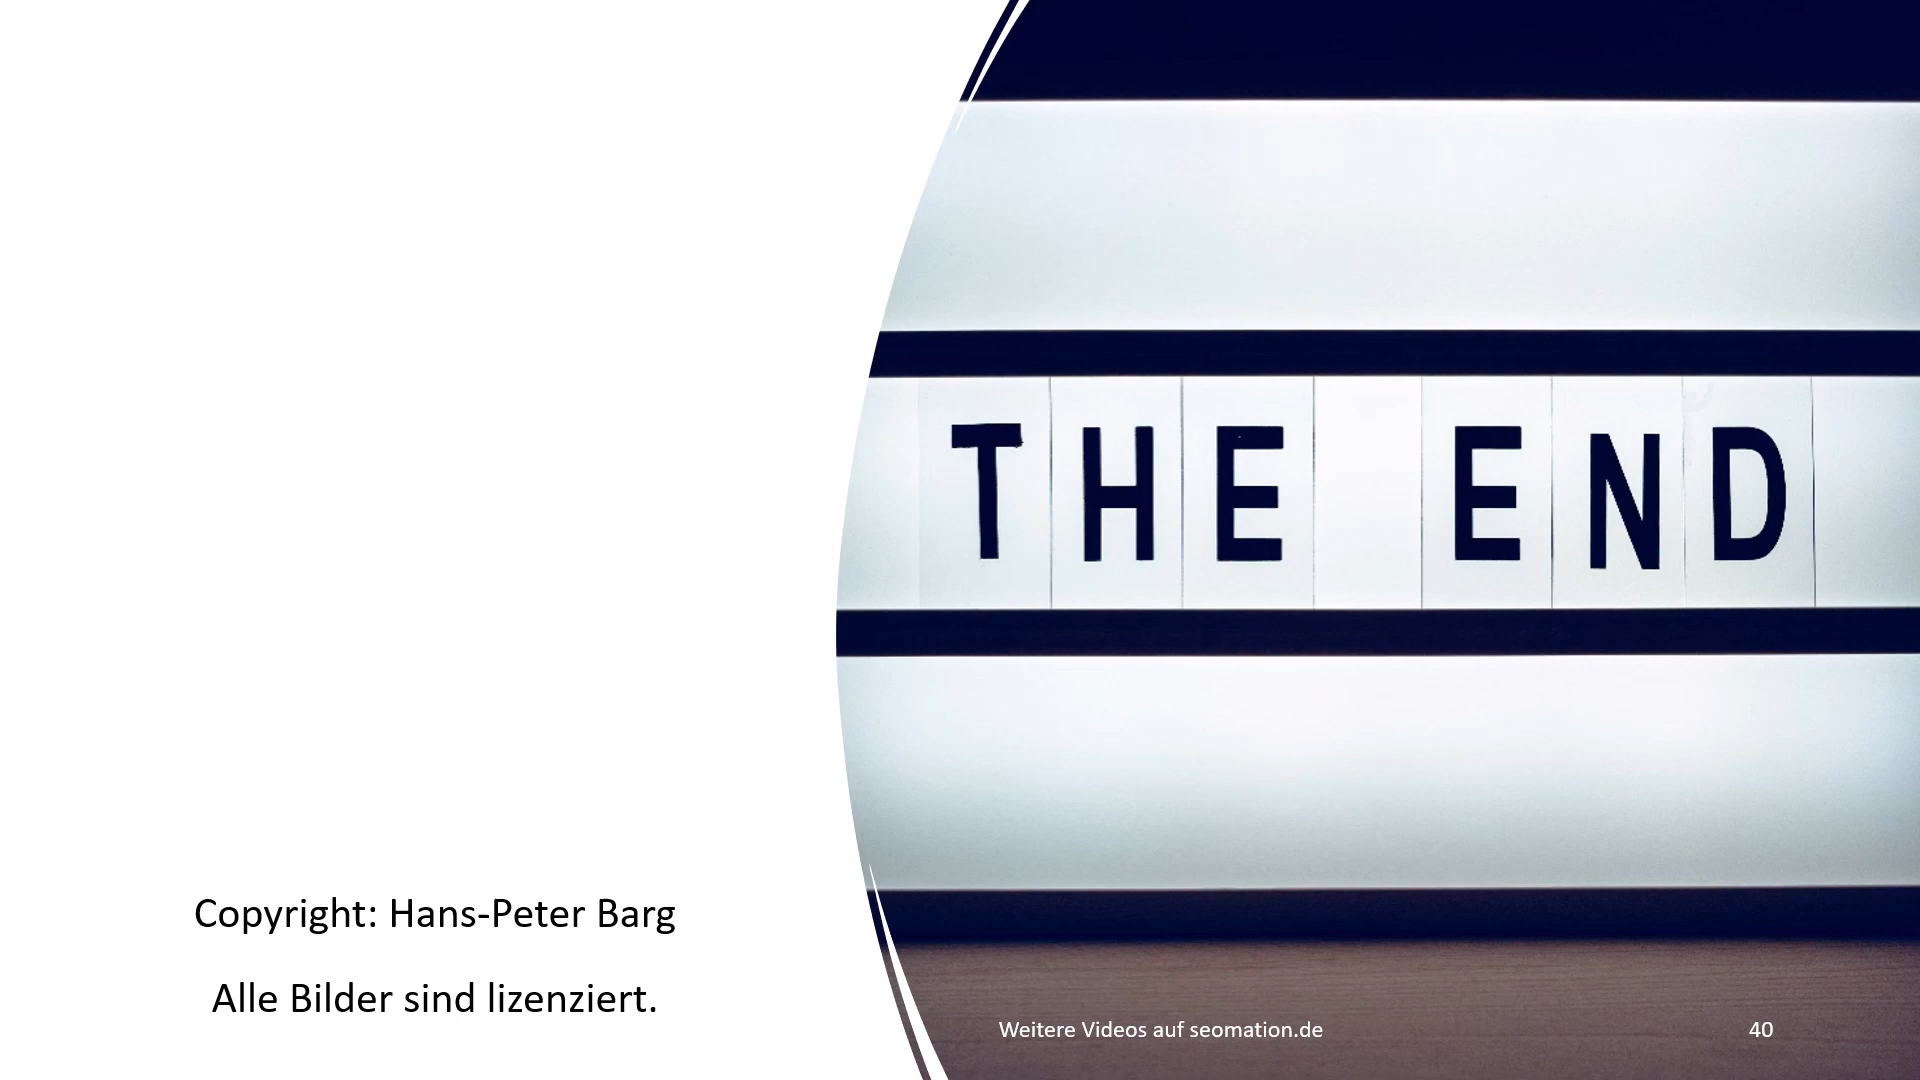 THE END
Copyright: Hans-Peter Barg
Alle Bilder sind lizenziert.
Weitere Videos auf seomation.de
40